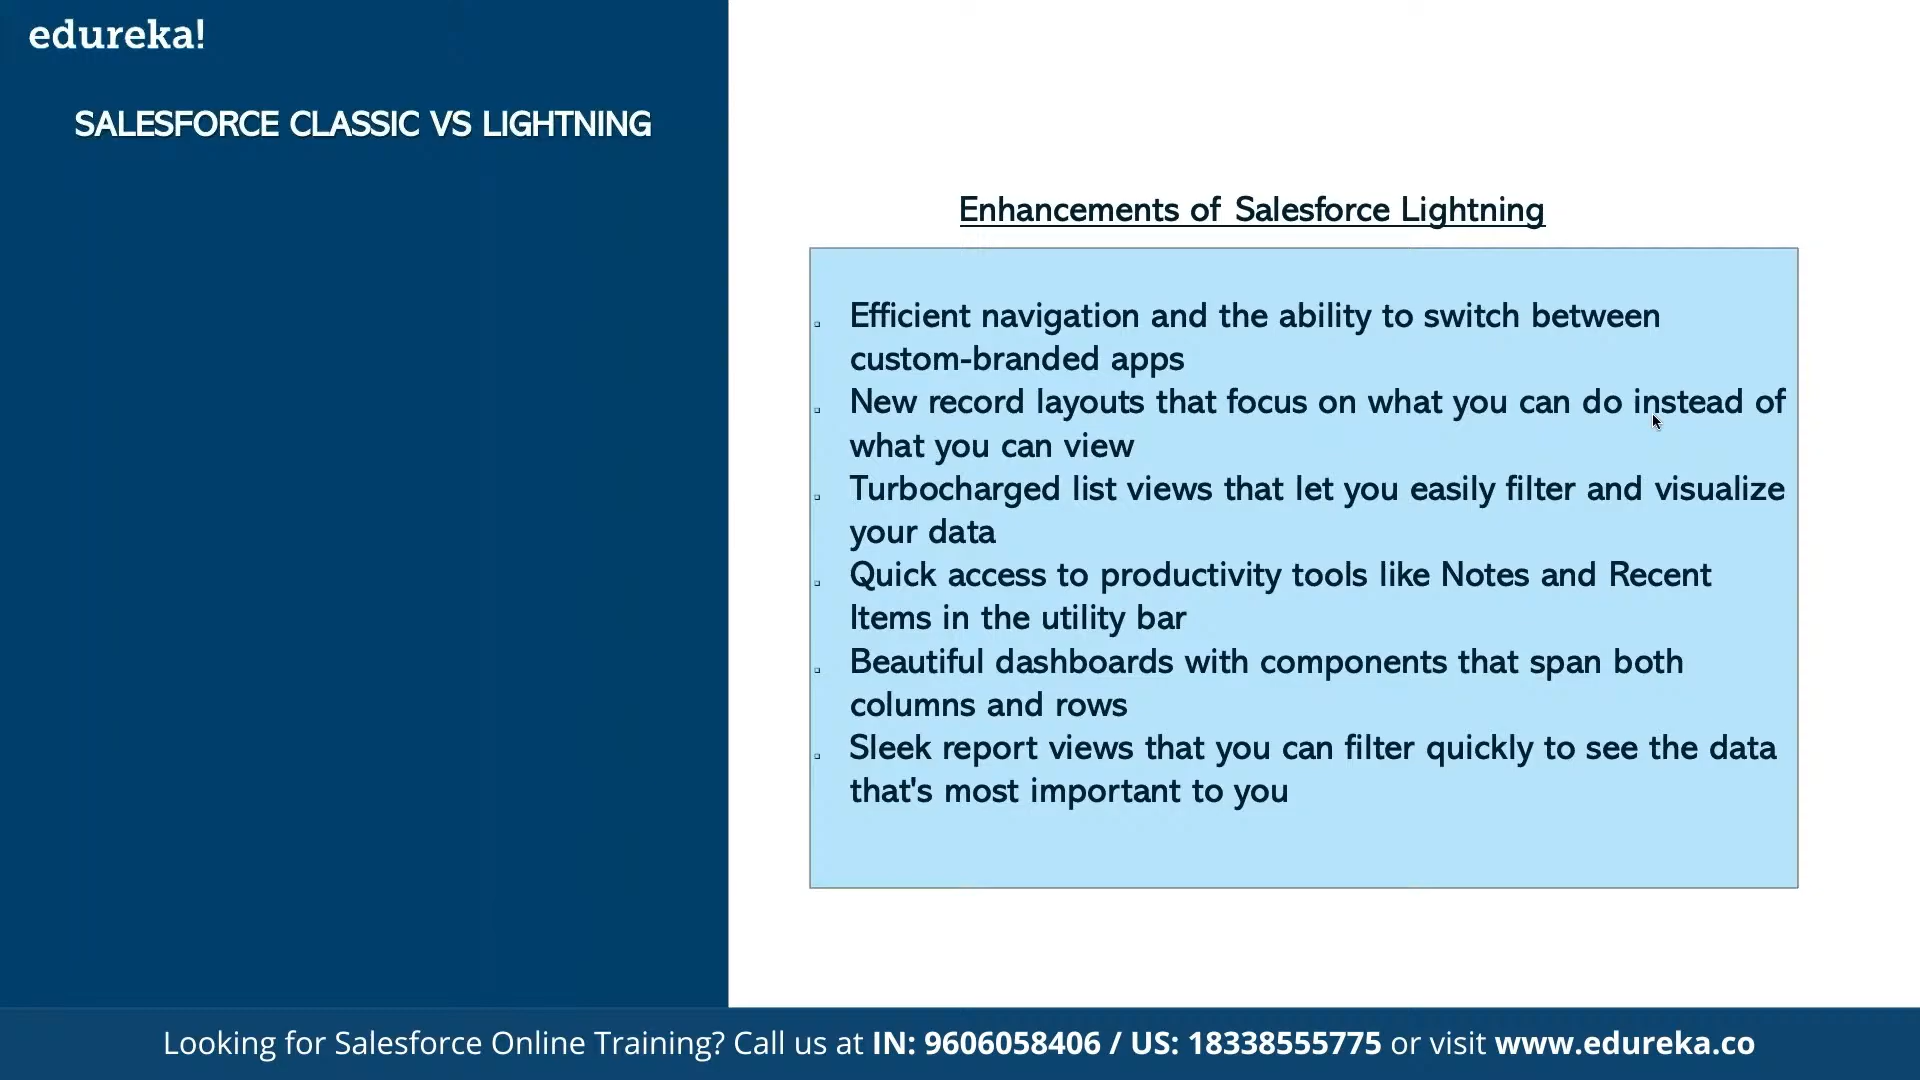 edureka!
SALESFORCE CLASSIC VS LIGHTNING
Enhancements of Salesforce Lightning
Efficient navigation and the ability to switch between
custom-branded apps
New record layouts that focus on what you can do instead of
what you can view
Turbocharged list views that let you easily filter and visualize
your data
Quick access to productivity tools like Notes and Recent
Items in the utility bar
Beautiful dashboards with components that span both
columns and rows
Sleek report views that you can filter quickly to see the data
that's most important to you
Looking for Salesforce Online Training? Call us at IN: 9606058406 / US: 18338555775 or visit www.edureka.co